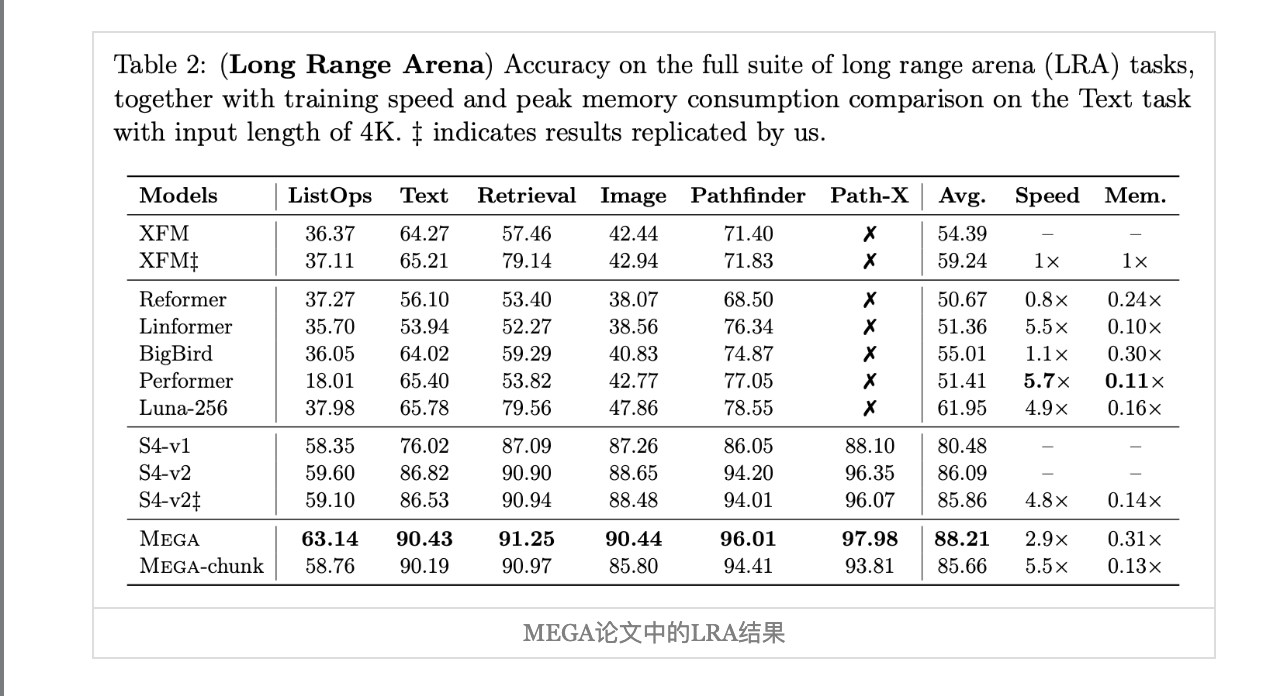 Table 2: (Long Range Arena) Accuracy on the full suite of long range arena (LRA) tasks,
together with training speed and peak memory consumption comparison on the Text task
with input length of 4K. ‡ indicates results replicated by us.
Models ListOps Text Retrieval Image Pathfinder Path-X Avg. Speed Mem.
XFM 36.37 64.27 57.46 42.44 71.40 ✗ 54.39 – –
XFM‡ 37.11 65.21 79.14 42.94 71.83 ✗ 59.24 1× 1×
Reformer 37.27 56.10 53.40 38.07 68.50 ✗ 50.67 0.8× 0.24×
Linformer 35.70 53.94 52.27 38.56 76.34 ✗ 51.36 5.5× 0.10×
BigBird 36.05 64.02 59.29 40.83 74.87 ✗ 55.01 1.1× 0.30×
Performer 18.01 65.40 53.82 42.77 77.05 ✗ 51.41 5.7× 0.11×
Luna-256 37.98 65.78 79.56 47.86 78.55 ✗ 61.95 4.9× 0.16×
S4-v1 58.35 76.02 87.09 87.26 86.05 88.10 80.48 – –
S4-v2 59.60 86.82 90.90 88.65 94.20 96.35 86.09 – –
S4-v2‡ 59.10 86.53 90.94 88.48 94.01 96.07 85.86 4.8× 0.14×
MEGA 63.14 90.43 91.25 90.44 96.01 97.98 88.21 2.9× 0.31×
MEGA-chunk 58.76 90.19 90.97 85.80 94.41 93.81 85.66 5.5× 0.13×
MEGA论文中的LRA结果